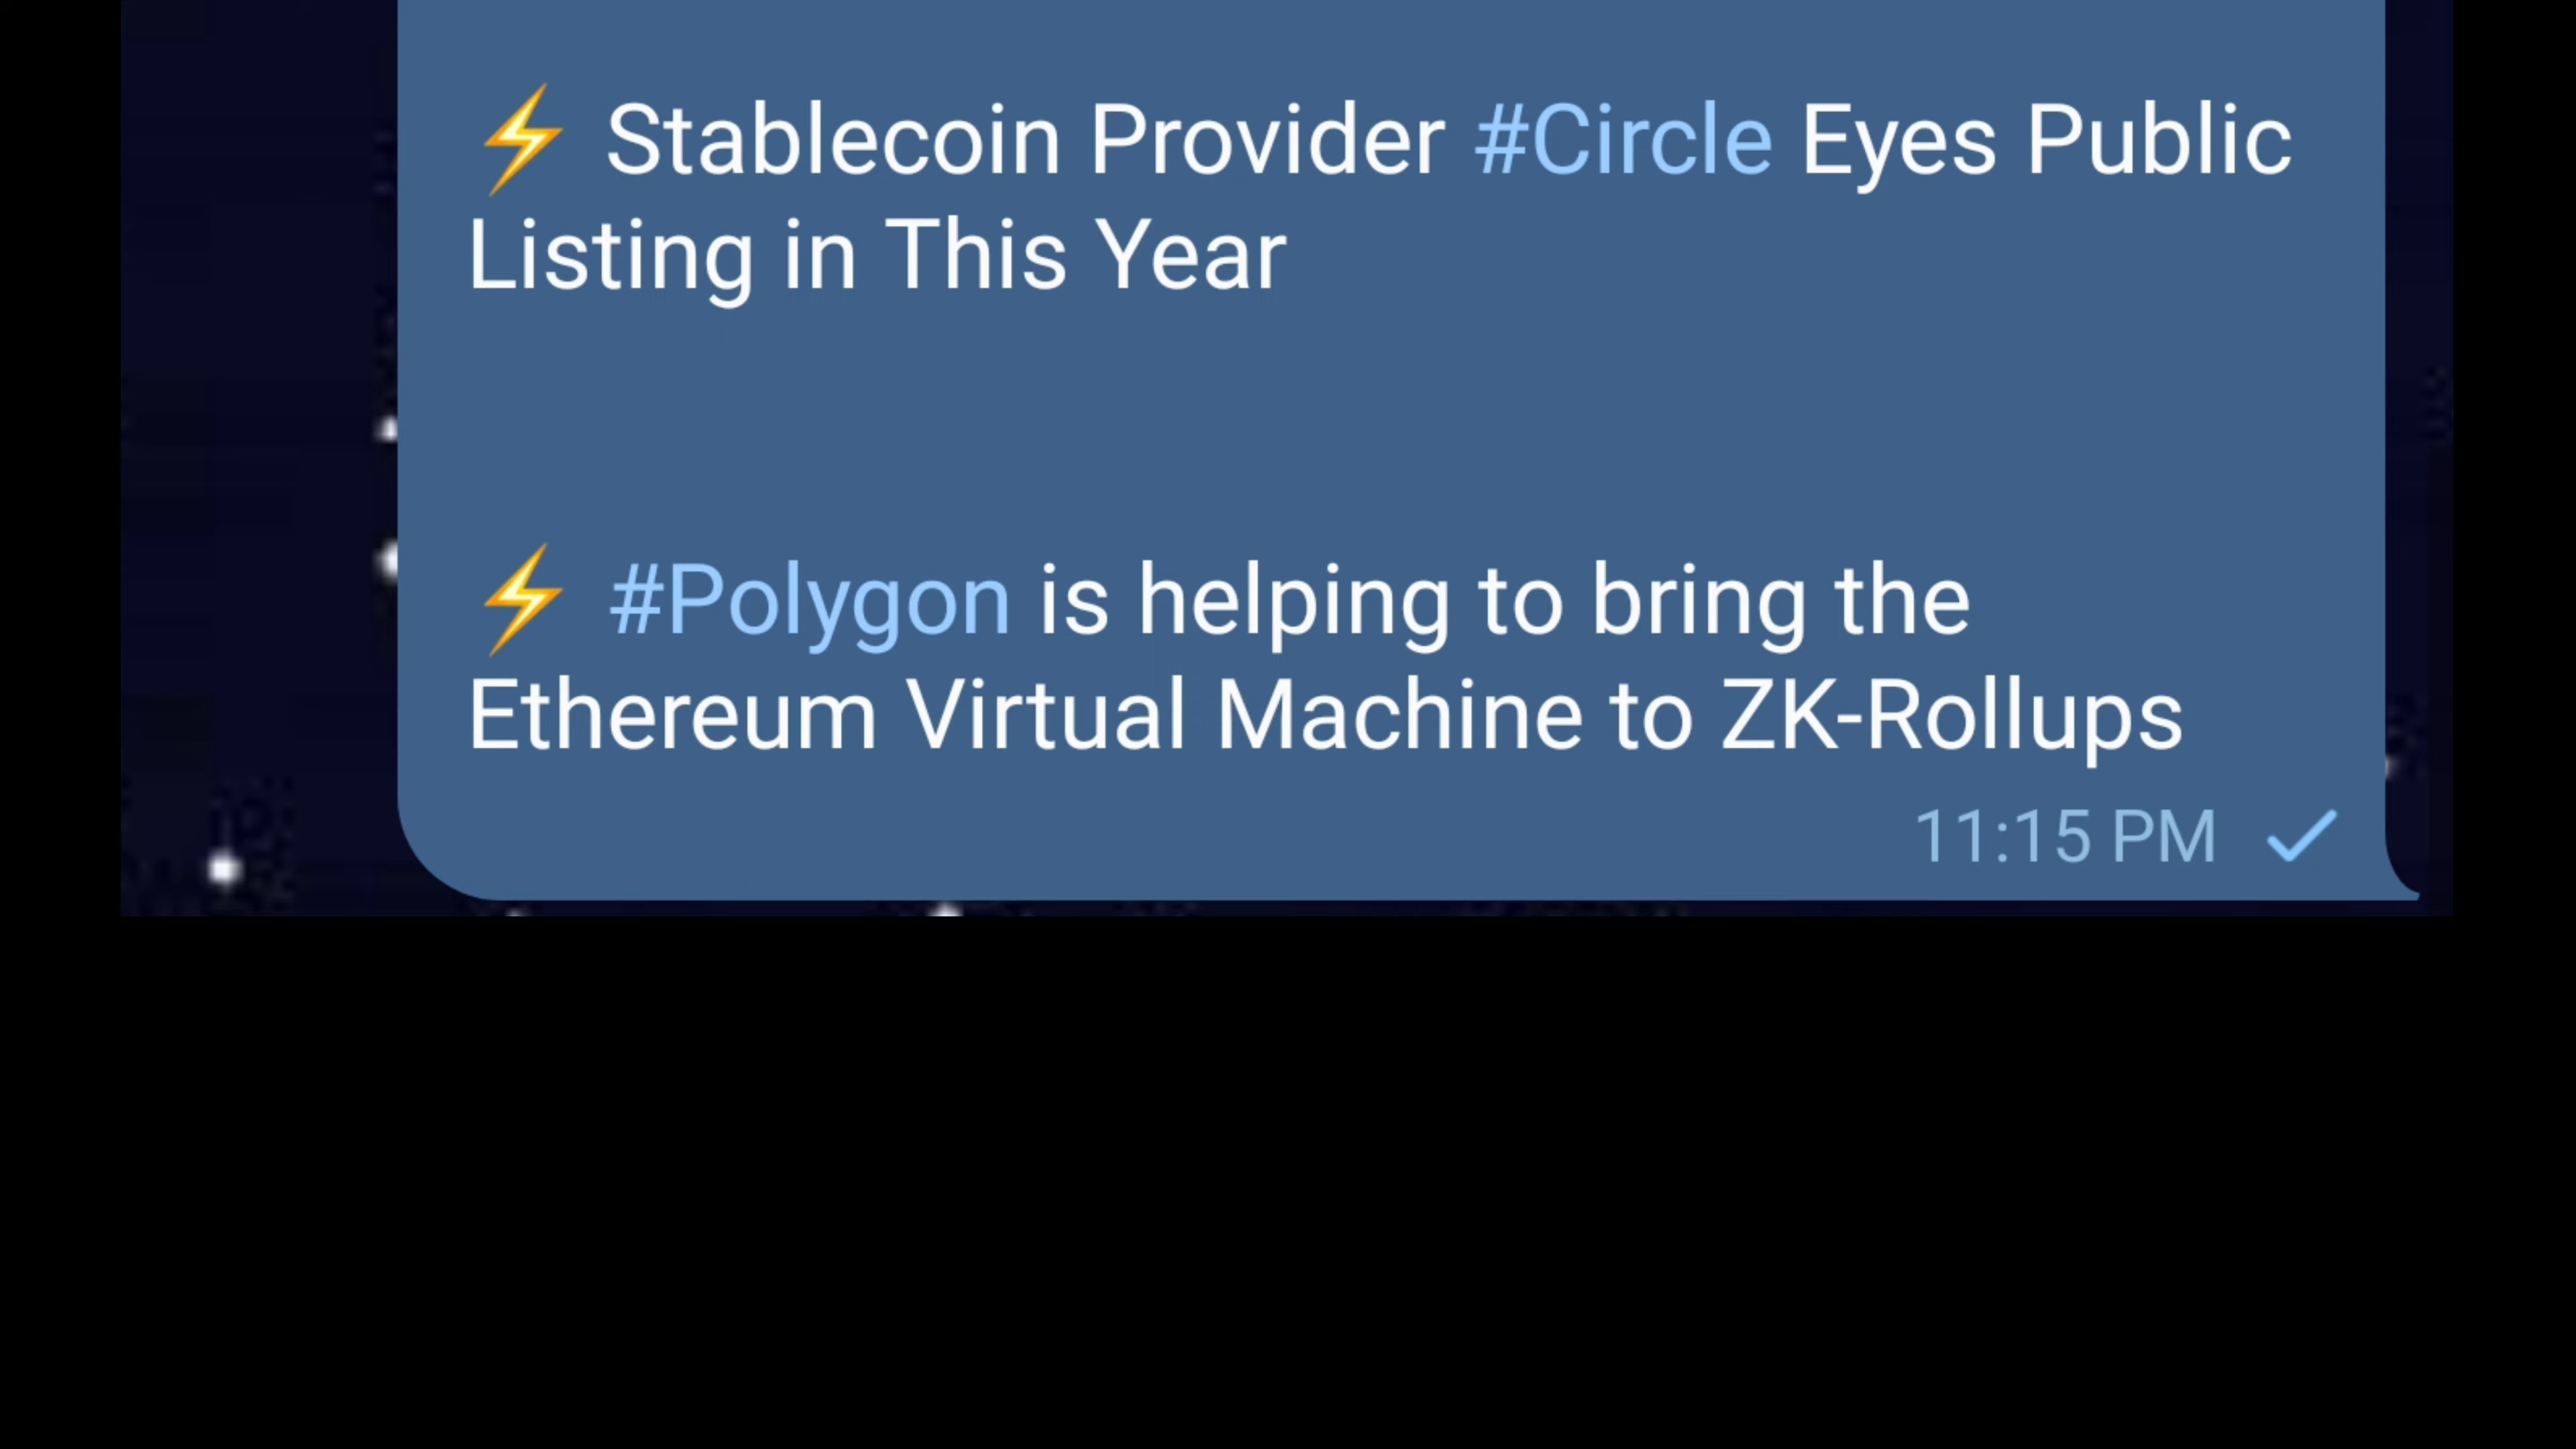 ⚡ Stablecoin Provider #Circle Eyes Public
Listing in This Year
⚡ #Polygon is helping to bring the
Ethereum Virtual Machine to ZK-Rollups
11:15 PM